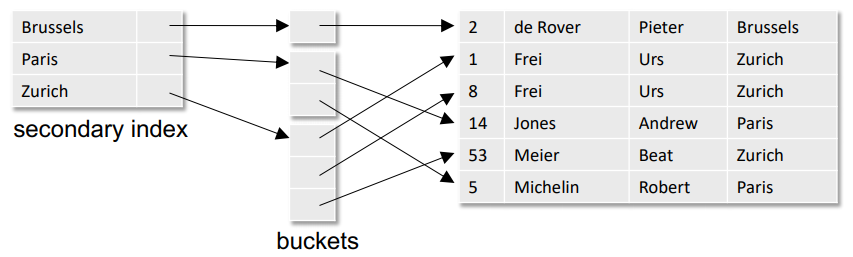 Brussels
Paris
Zurich
secondary index
buckets
2 de Rover Pieter Brussels
1 Frei Urs Zurich
8 Frei Urs Zurich
14 Jones Andrew Paris
53 Meier Beat Zurich
5 Michelin Robert Paris